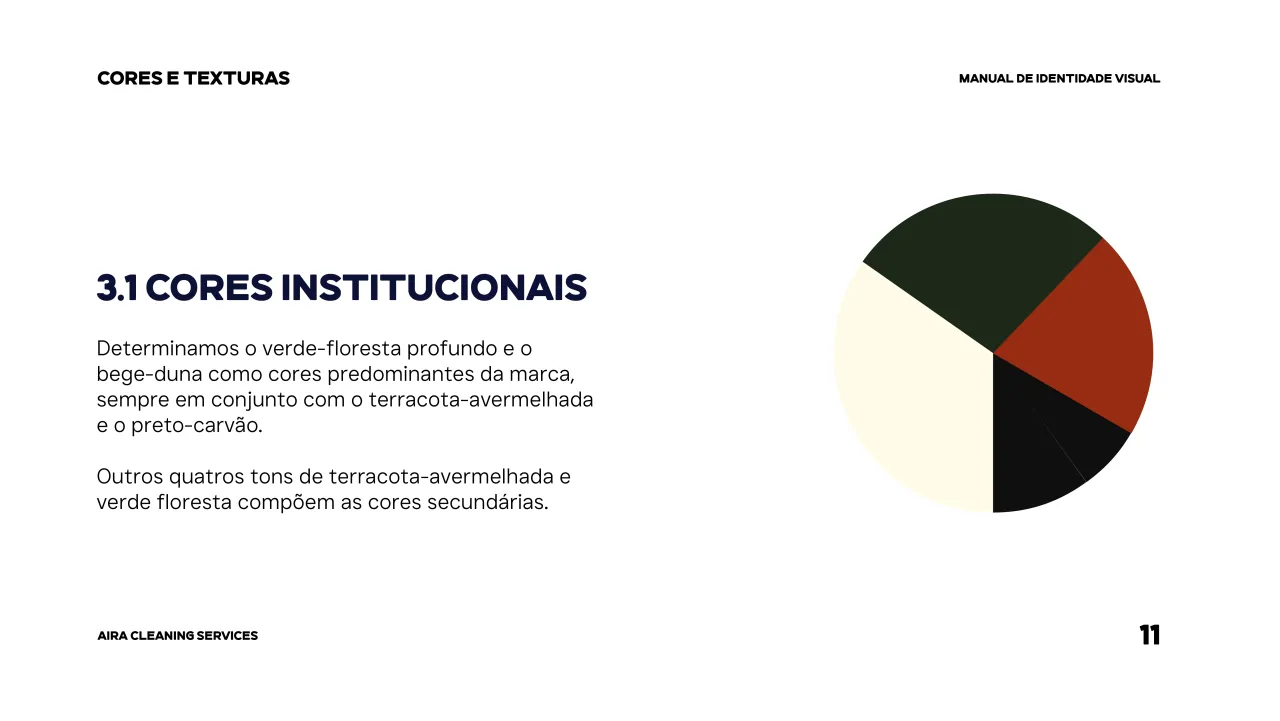 CORES E TEXTURAS
MANUAL DE IDENTIDADE VISUAL
3.1 CORES INSTITUCIONAIS
Determinamos o verde-floresta profundo e o
bege-duna como cores predominantes da marca,
sempre em conjunto com o terracota-avermelhada
e o preto-carvão.
Outros quatros tons de terracota-avermelhada e
verde floresta compõem as cores secundárias.
AIRA CLEANING SERVICES
11